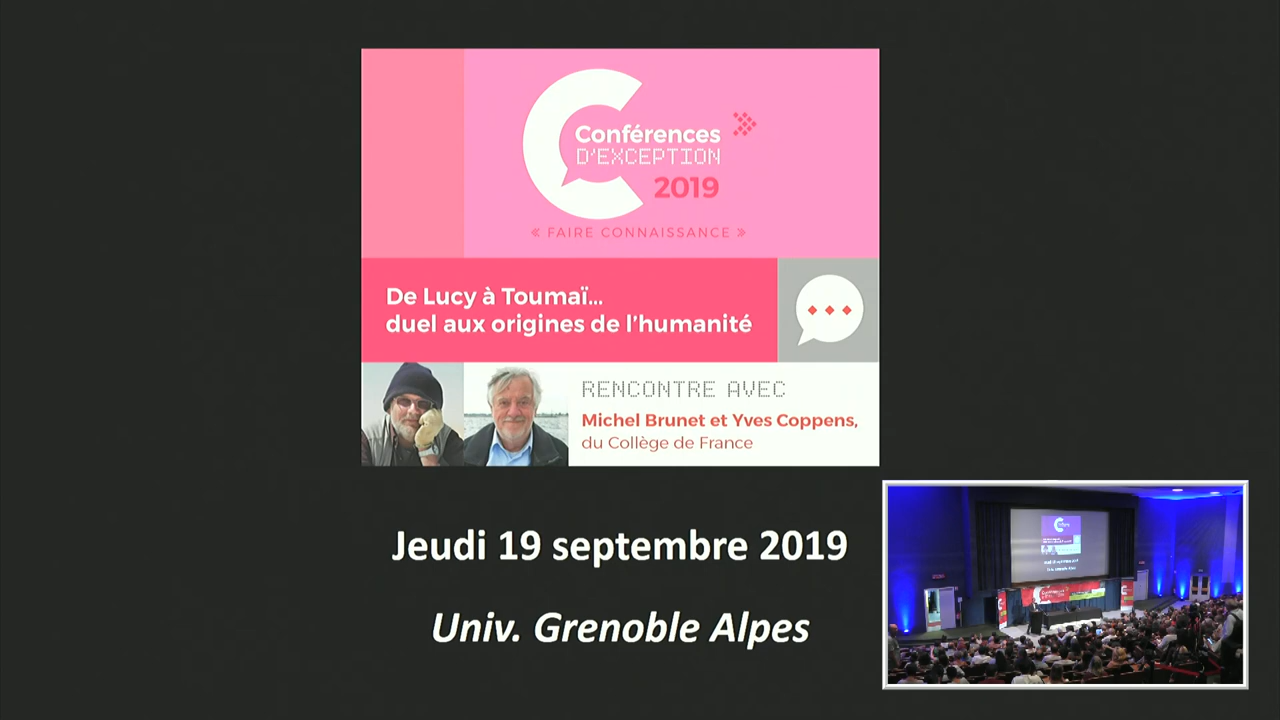 Conférences
D'EXCEPTION
2019
« FAIRE CONNAISSANCE »
De Lucy à Toumaï...
duel aux origines de l'humanité
RENCONTRE AVEC
Michel Brunet et Yves Coppens,
du Collège de France
Jeudi 19 septembre 2019
Univ. Grenoble Alpes